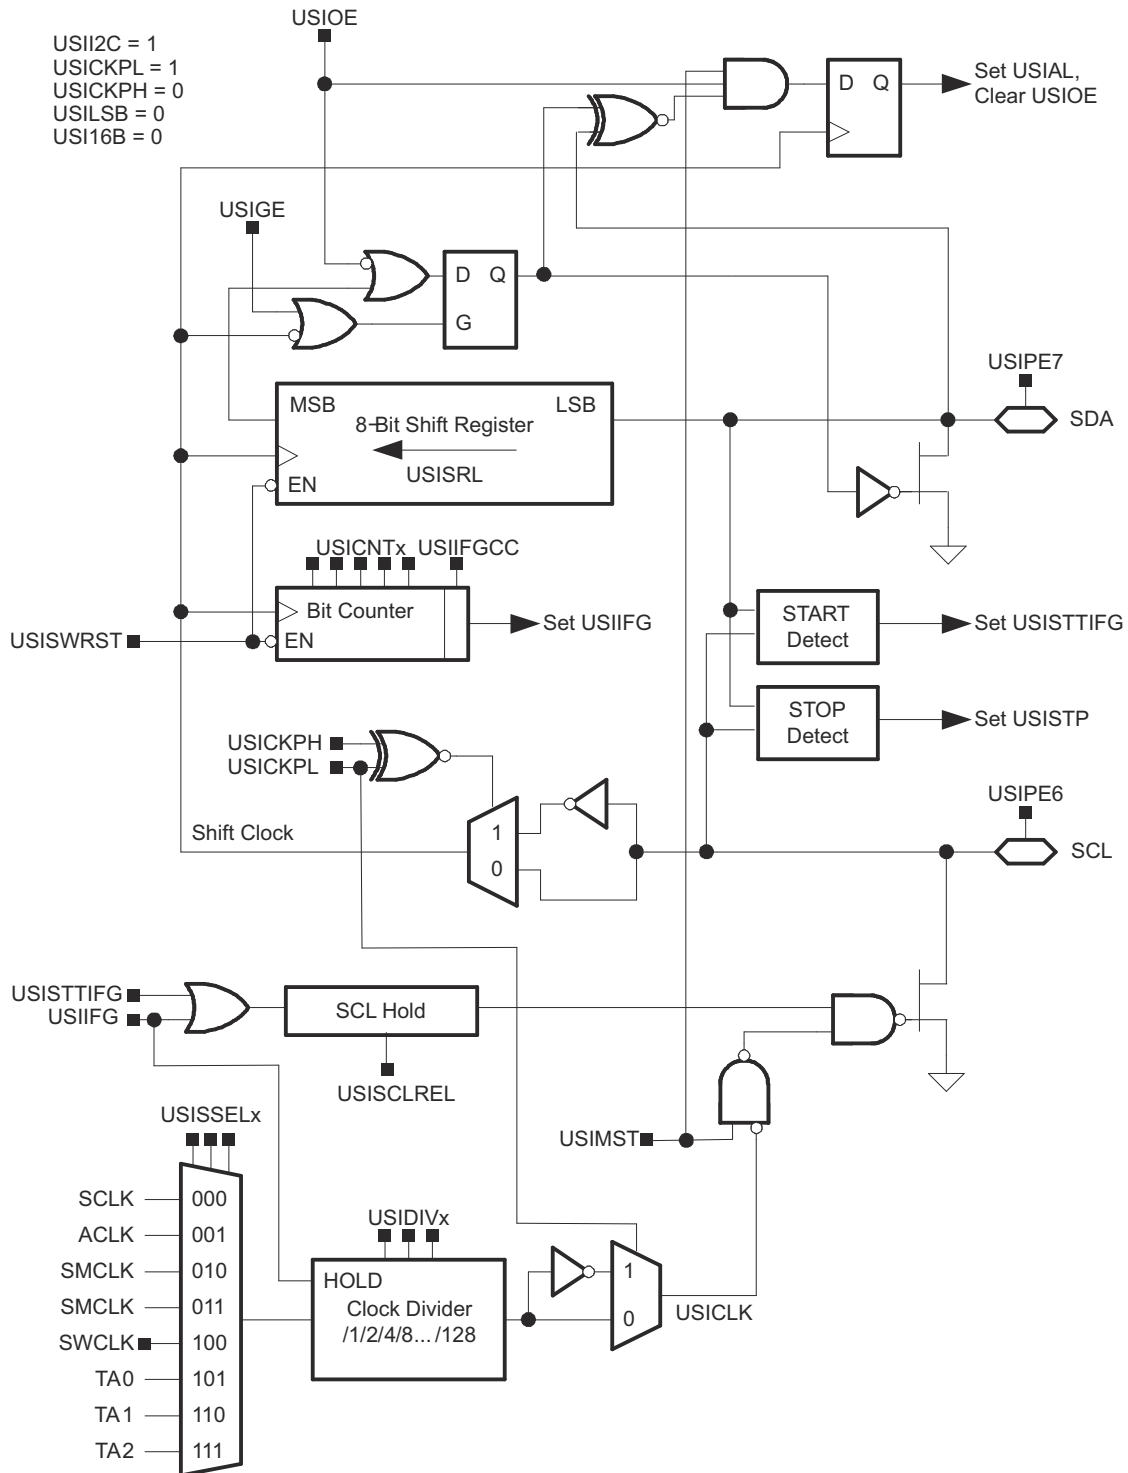 USIOE
USII2C = 1
USICKPL = 1
USICKPH = 0
USILSB = 0
USI16B = 0
D Q
Set USIAL,
Clear USIOE
USIGE
D Q
G
USIPE7
MSB LSB
8-Bit Shift Register
USISRL
EN
SDA
USICNTx USIIFGCC
Bit Counter
EN
Set USIIFG
USISWRST
START
Detect
Set USISTTIFG
STOP
Detect
Set USISTP
USICKPH
USICKPL
USIPE6
Shift Clock
1
0
SCL
USISTTIFG
USIIFG
SCL Hold
USISCLREL
USISSELx
USIMST
SCLK 000
ACLK 001
SMCLK 010
SMCLK 011
SWCLK 100
TA0 101
TA1 110
TA2 111
USIDIVx
HOLD
Clock Divider
/1/2/4/8... /128
1
0
USICLK